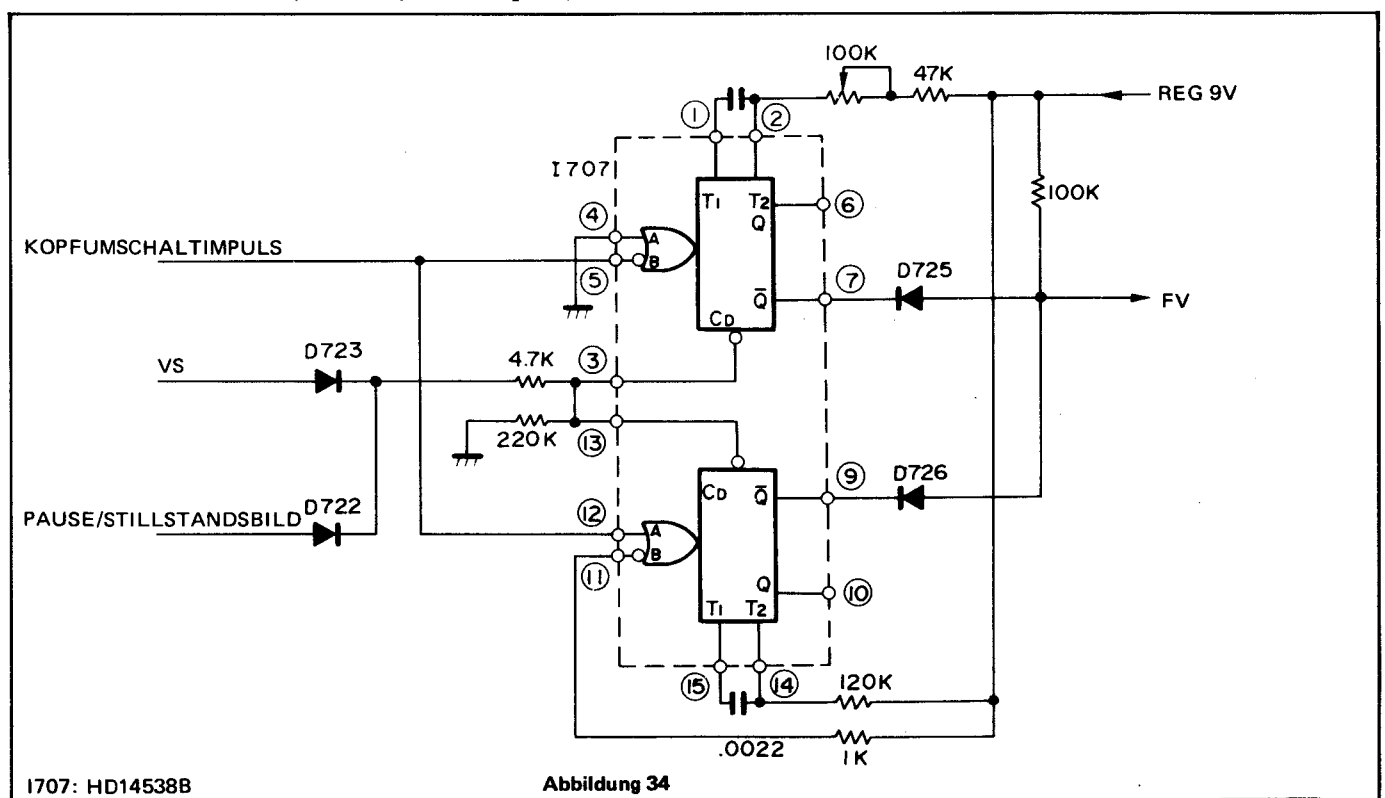 100K
47K
REG 9V
① ②
I707
T1 T2
Q
⑥
100K
④ A
KOPFUMSCHALTIMPULS
B
⑤
⑦ D725
Q̅
FV
CD
VS
D723
4.7K ③
220K ⑬
CD Q̅
⑨ D726
PAUSE/STILLSTANDSBILD D722
⑫ A
B
⑪
Q
⑩
T1 T2
⑮ ⑭ 120K
.0022 1K
I707: HD14538B Abbildung 34